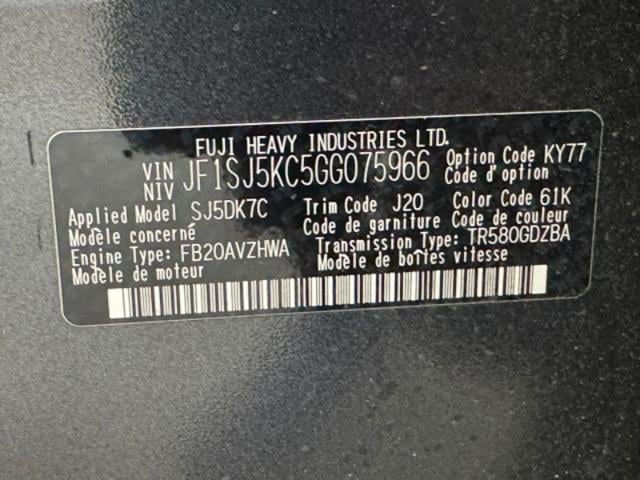 FUJI HEAVY INDUSTRIES LTD.
VIN NIV JF1SJ5KC5GG075966 Option Code KY77
Code d'option
Applied Model SJ5DK7C Trim Code J20 Color Code 61K
Modèle concerné Code de garniture Code de couleur
Engine Type: FB20AVZHWA Transmission Type: TR580GDZBA
Modèle de moteur Modèle de boîtes vitesse